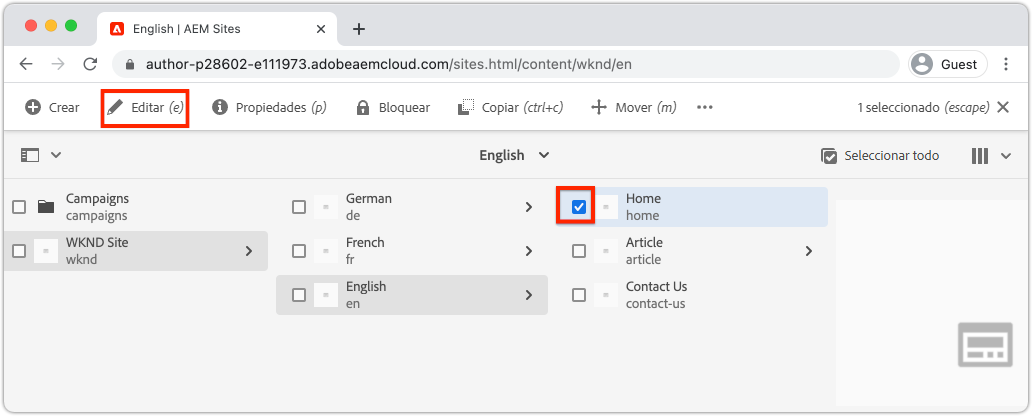 English | AEM Sites
author-p28602-e111973.adobeaemcloud.com/sites.html/content/wknd/en
Guest
Crear
Editar (e)
Propiedades (p)
Bloquear
Copiar (ctrl+c)
Mover (m)
1 seleccionado (escape)
English
Seleccionar todo
Campaigns
campaigns
WKND Site
wknd
German
de
French
fr
English
en
Home
home
Article
article
Contact Us
contact-us